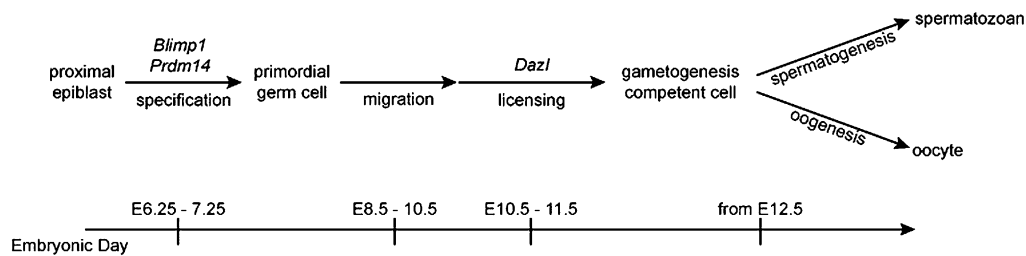 spermatozoan
Blimp1
Prdm14
Dazl
proximal
epiblast
primordial
germ cell
gametogenesis
competent cell
spermatogenesis
specification
migration
licensing
oogenesis
oocyte
E6.25 - 7.25
E8.5 - 10.5
E10.5 - 11.5
from E12.5
Embryonic Day